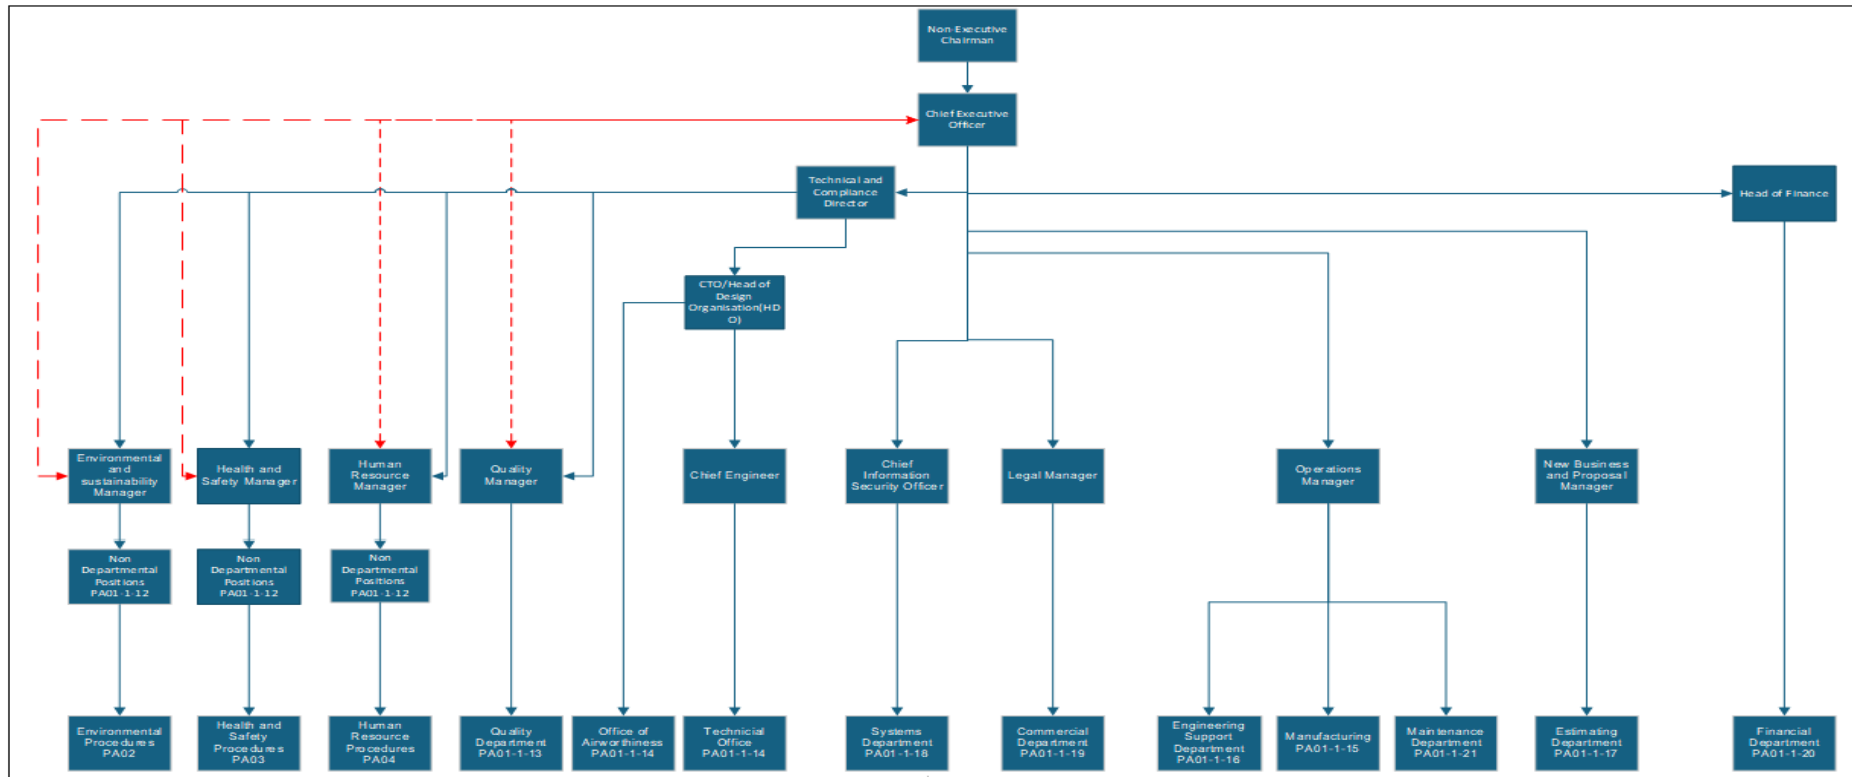 Non-Executive
Chairman
Chief Executive
Officer
Technical and
Compliance
Director
Head of Finance
CTO/Head of
Design
Organisation(HD
O)
Environmental
and
sustainability
Manager
Health and
Safety Manager
Human
Resource
Manager
Quality
Manager
Chief Engineer
Chief
Information
Security Officer
Legal Manager
Operations
Manager
New Business
and Proposal
Manager
Non
Departmental
Positions
PA01-1-12
Non
Departmental
Positions
PA01-1-12
Non
Departmental
Positions
PA01-1-12
Environmental
Procedures
PA02
Health and
Safety
Procedures
PA03
Human
Resource
Procedures
PA04
Quality
Department
PA01-1-13
Office of
Airworthiness
PA01-1-14
Technicial
Office
PA01-1-14
Systems
Department
PA01-1-18
Commercial
Department
PA01-1-19
Engineering
Support
Department
PA01-1-16
Manufacturing
PA01-1-15
Maintenance
Department
PA01-1-21
Estimating
Department
PA01-1-17
Financial
Department
PA01-1-20